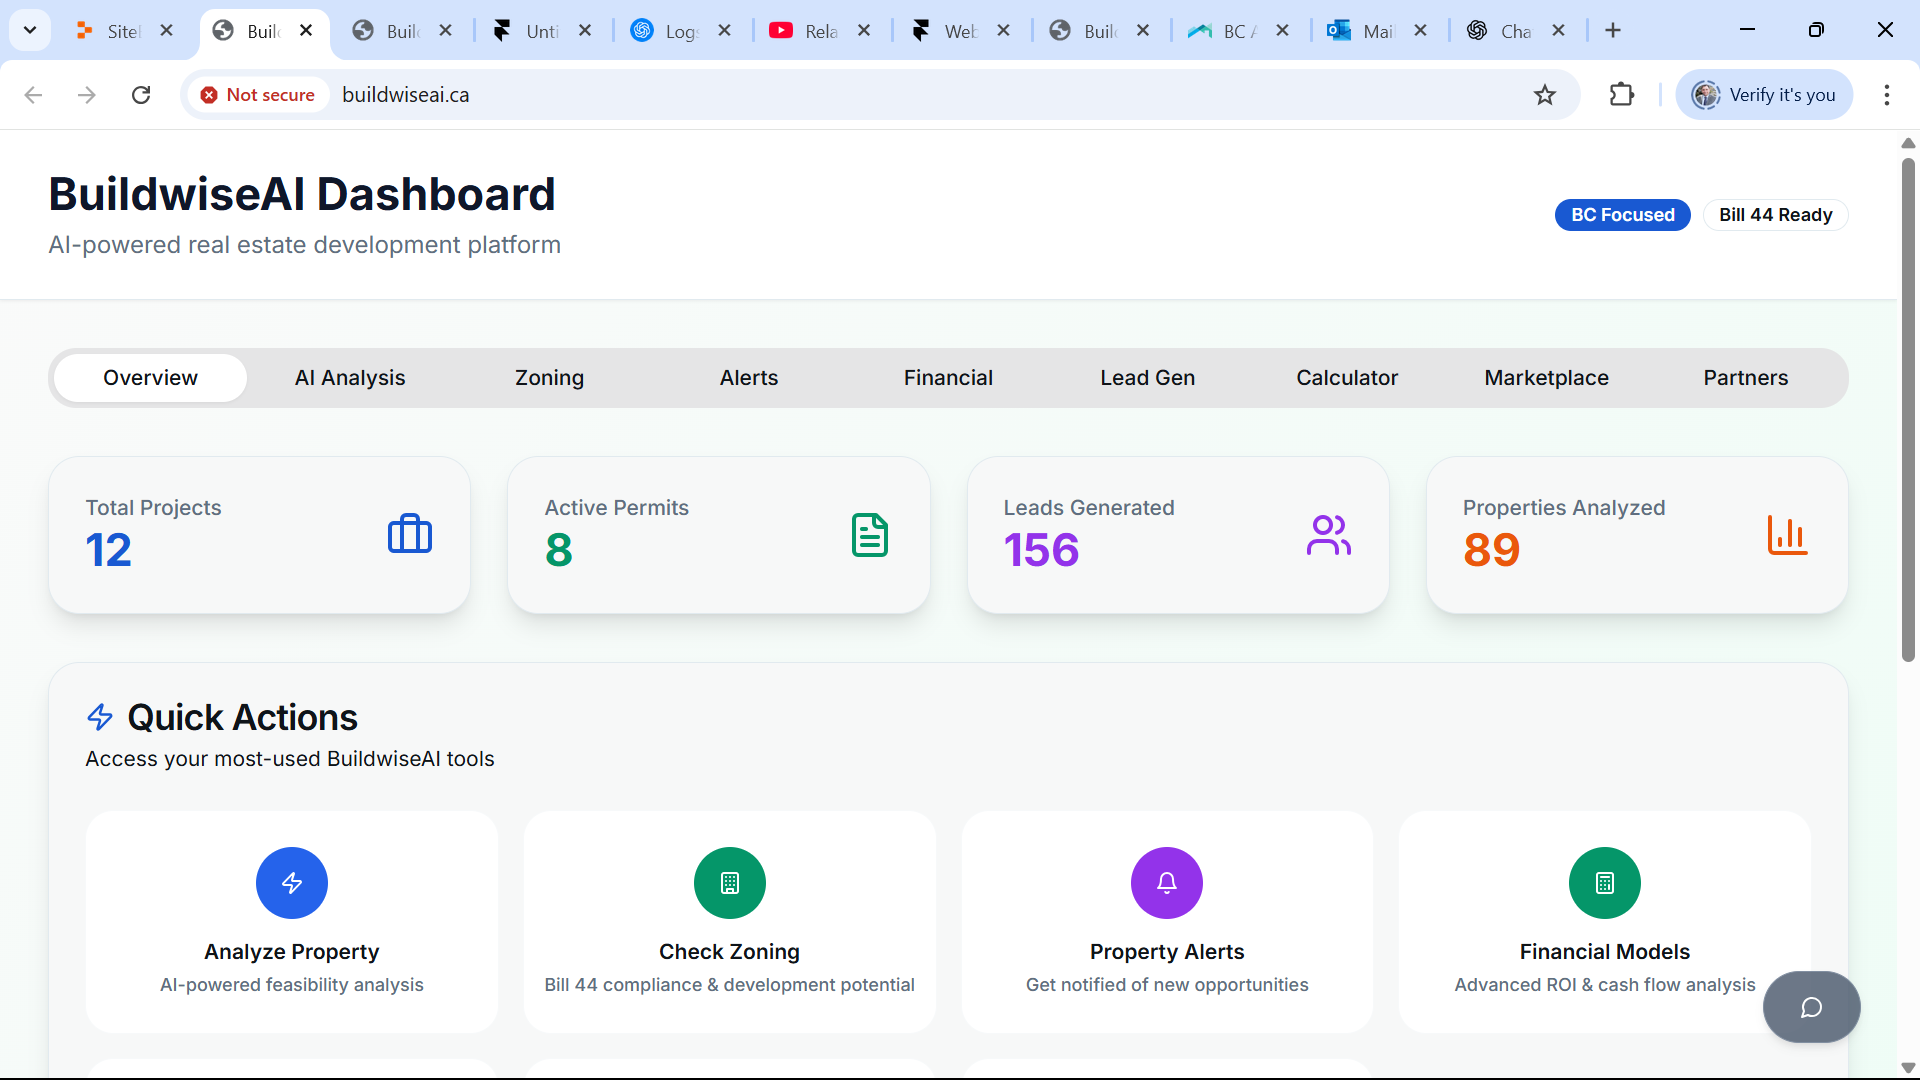 Site
Buil
Buil
Unti
Log
Rela
Web
Buil
BC
Mai
Cha
Not secure
buildwiseai.ca
Verify it's you
BuildwiseAI Dashboard
AI-powered real estate development platform
BC Focused
Bill 44 Ready
Overview
AI Analysis
Zoning
Alerts
Financial
Lead Gen
Calculator
Marketplace
Partners
Total Projects
12
Active Permits
8
Leads Generated
156
Properties Analyzed
89
Quick Actions
Access your most-used BuildwiseAI tools
Analyze Property
AI-powered feasibility analysis
Check Zoning
Bill 44 compliance & development potential
Property Alerts
Get notified of new opportunities
Financial Models
Advanced ROI & cash flow analysis